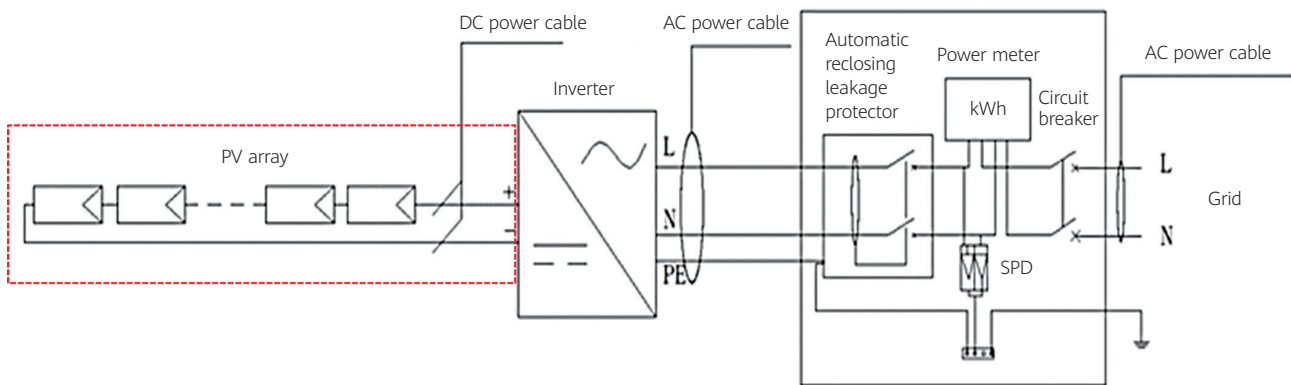 DC power cable
AC power cable
Automatic
reclosing
leakage
protector
Power meter
AC power cable
Inverter
kWh
Circuit
breaker
PV array
L
L
+
Grid
N
N
−
PE
SPD